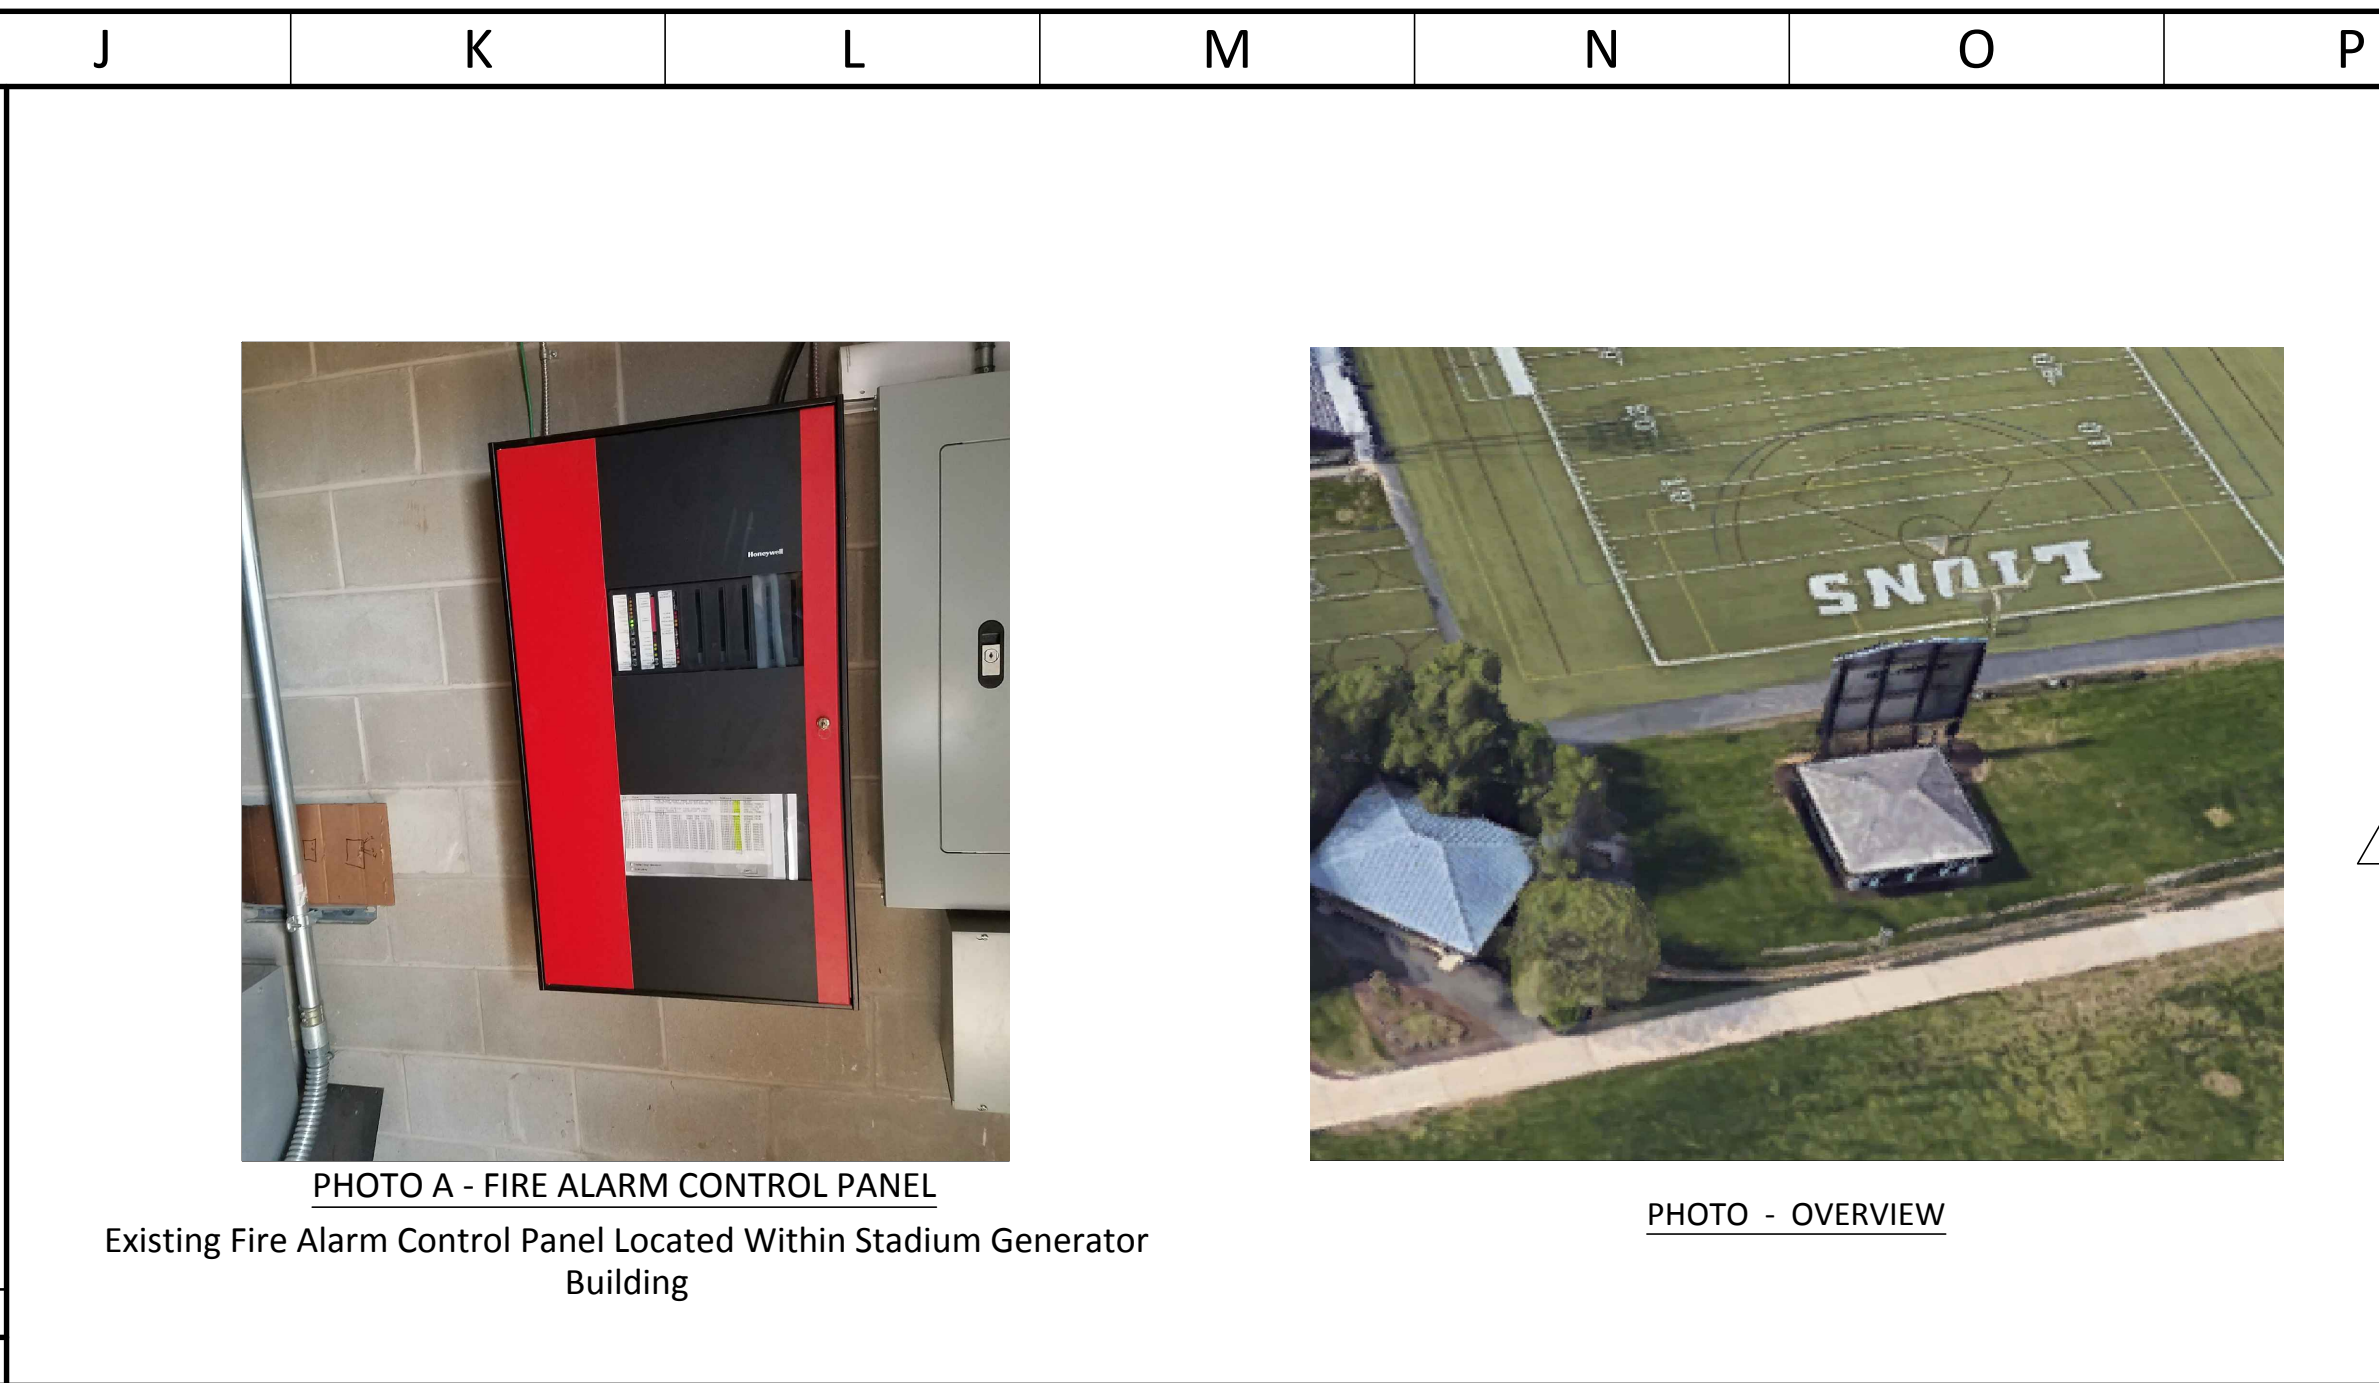 J K L M N O P
Honeywell
LIONS
PHOTO A - FIRE ALARM CONTROL PANEL
Existing Fire Alarm Control Panel Located Within Stadium Generator
Building
PHOTO - OVERVIEW